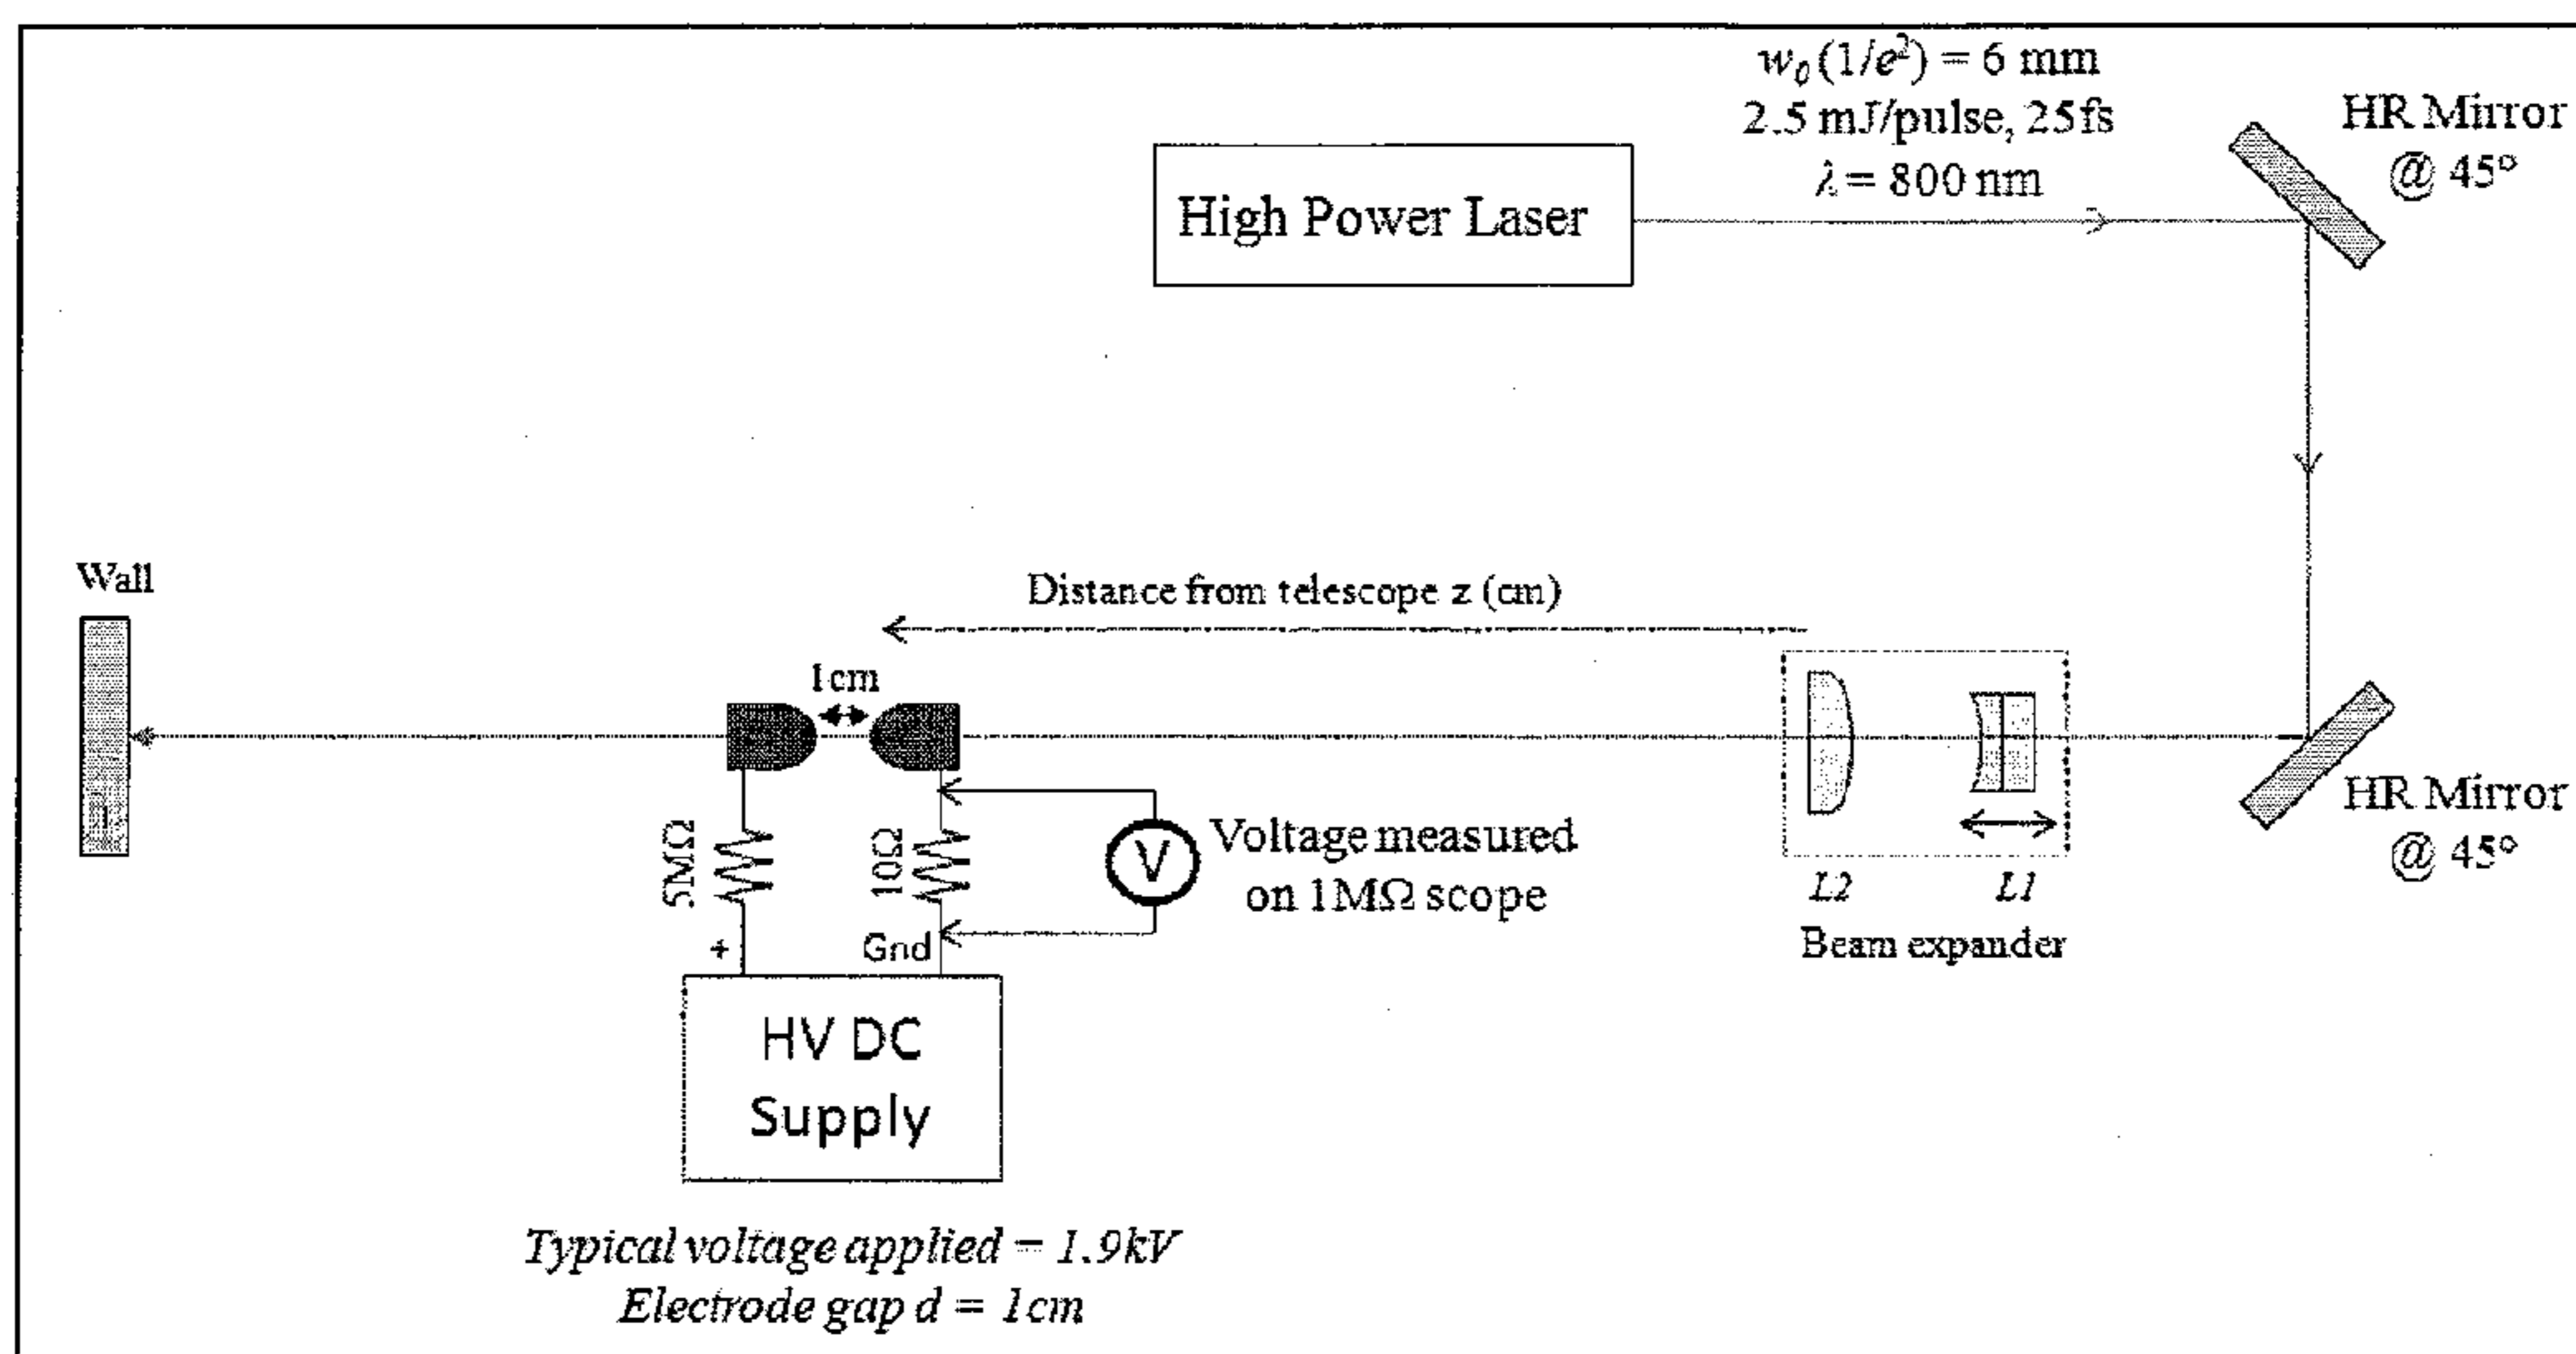 w₀ (1/e²) = 6 mm
2.5 mJ/pulse, 25fs
λ = 800 nm
HR Mirror
@ 45°
High Power Laser
Wall
Distance from telescope z (cm)
1cm
5MΩ
10Ω
V
Voltage measured
on 1MΩ scope
+
Gnd
L2
L1
Beam expander
HR Mirror
@ 45°
HV DC
Supply
Typical voltage applied = 1.9kV
Electrode gap d = 1cm